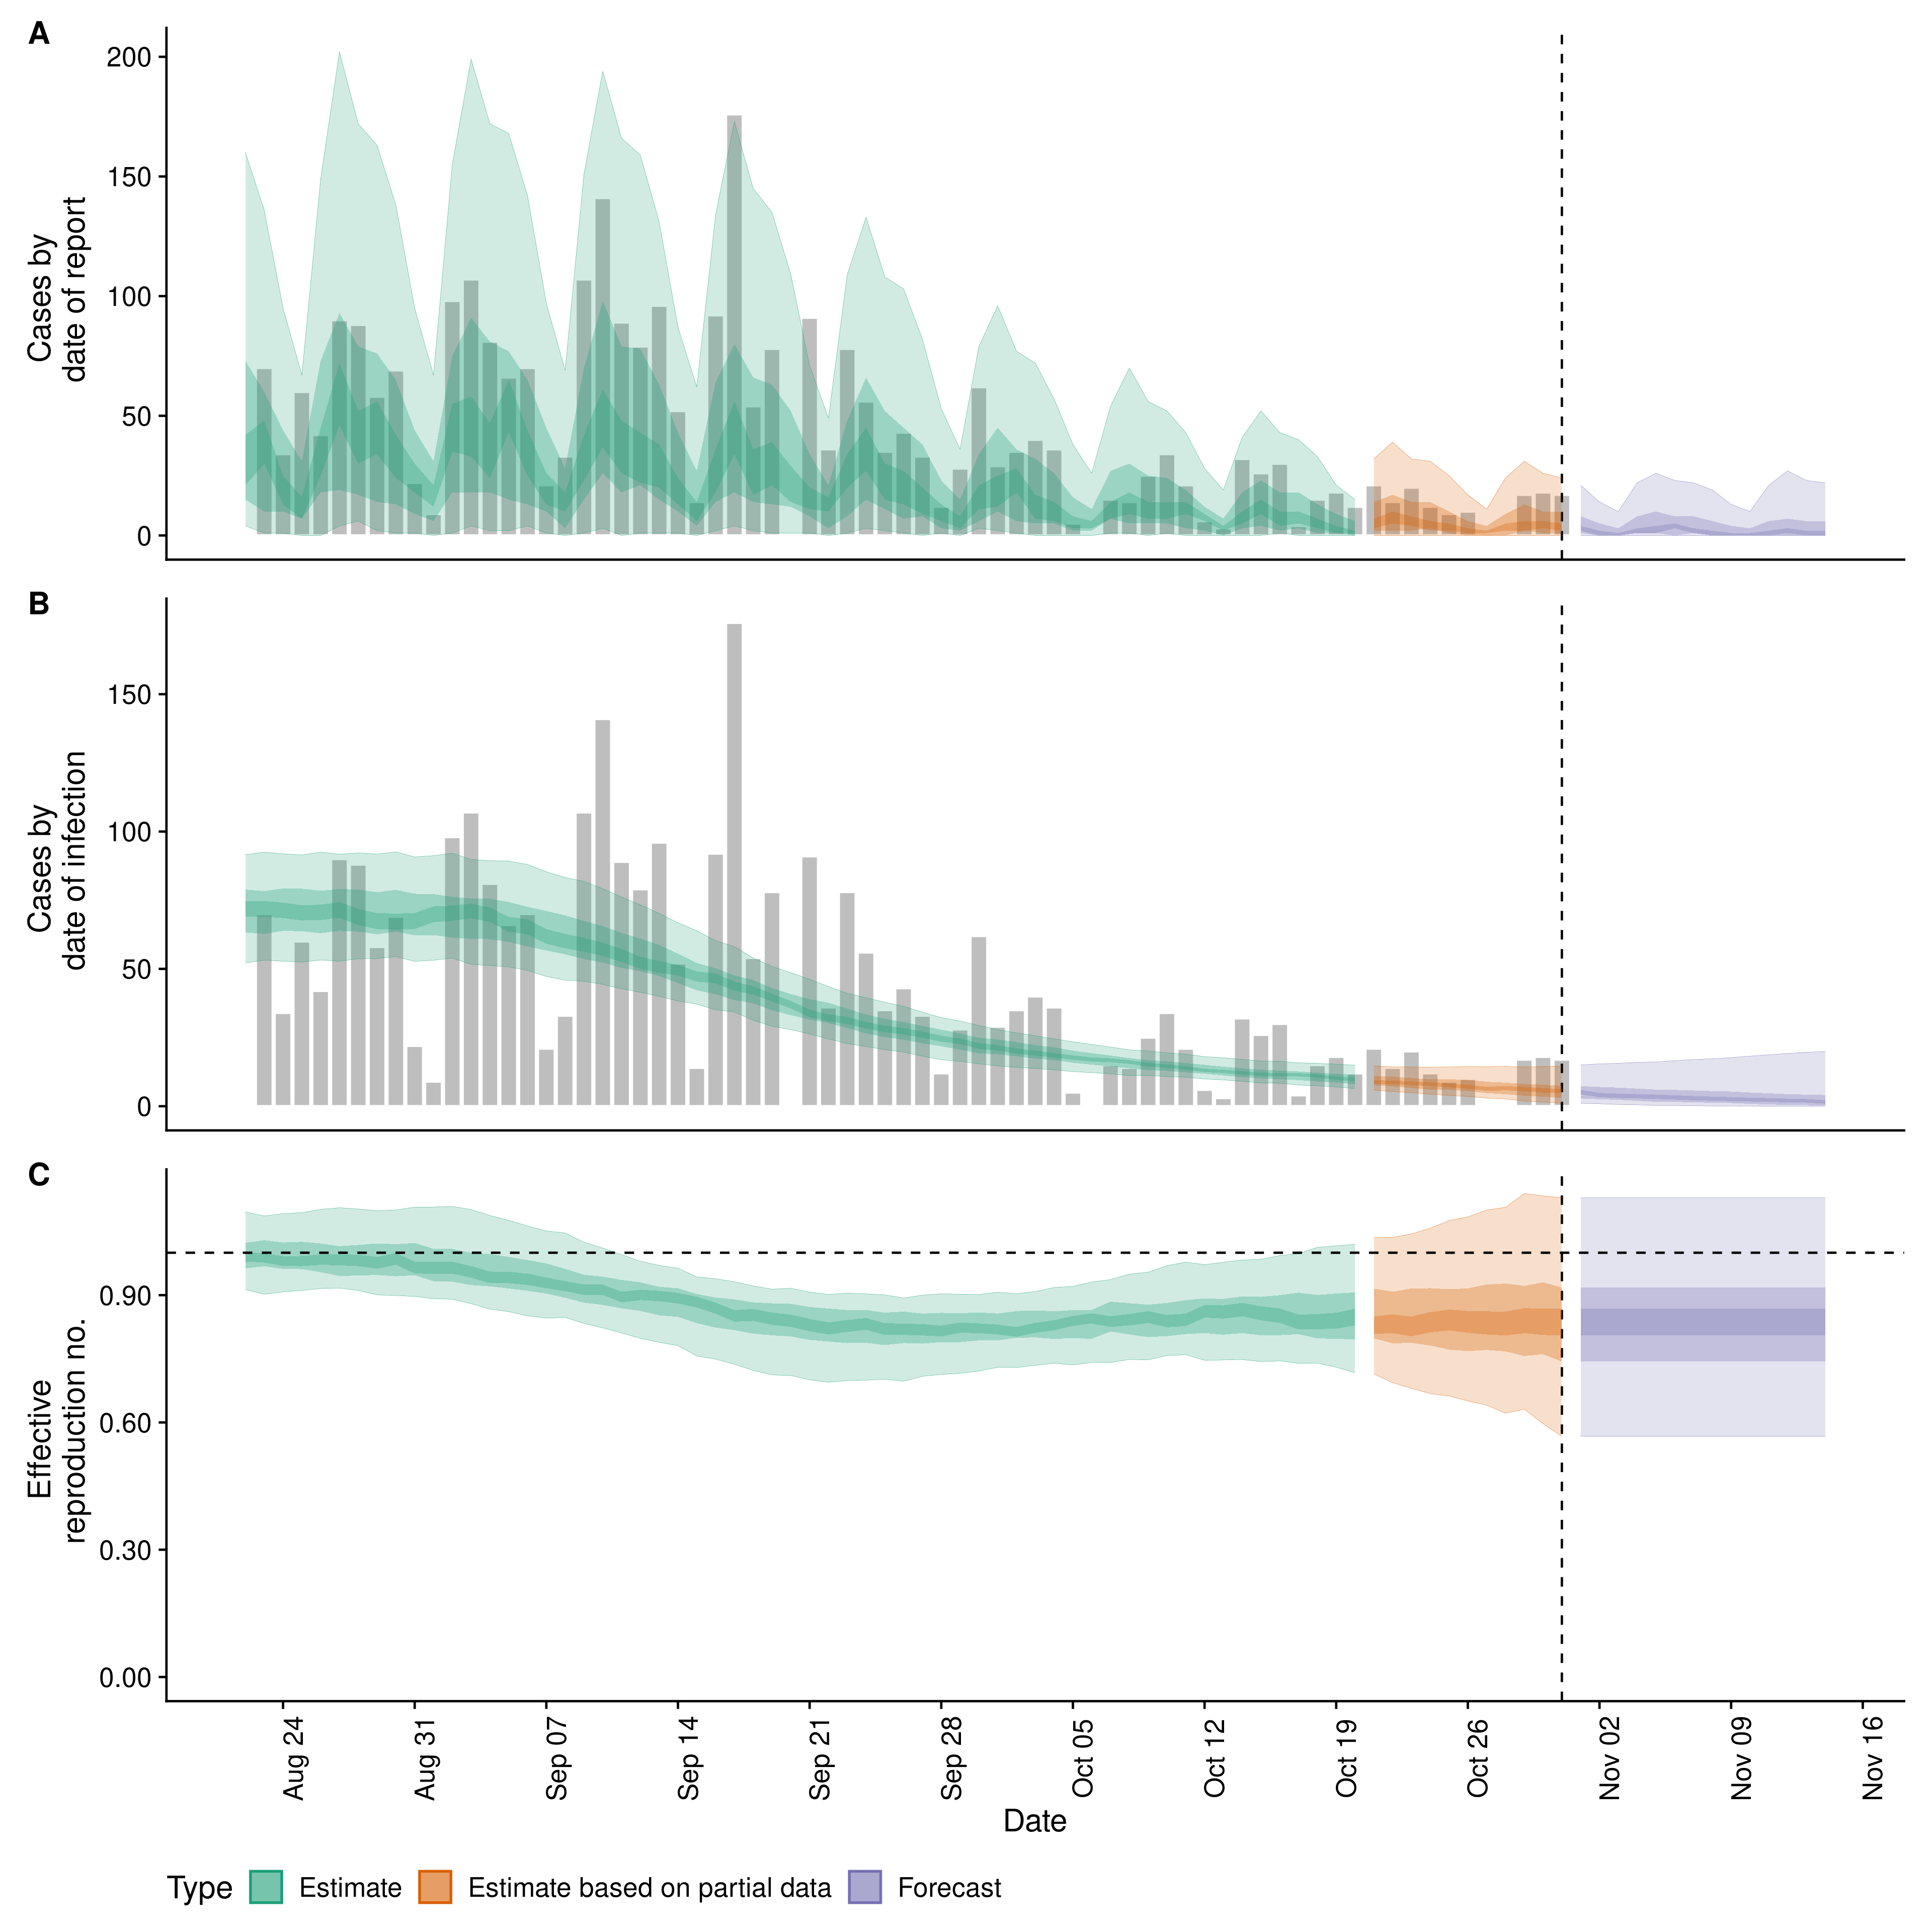 A
200
150
100
50
0
Cases by
date of report
B
150
100
50
0
Cases by
date of infection
C
0.90
0.60
0.30
0.00
Effective
reproduction no.
Aug 24
Aug 31
Sep 07
Sep 14
Sep 21
Sep 28
Oct 05
Oct 12
Oct 19
Oct 26
Nov 02
Nov 09
Nov 16
Date
Type Estimate Estimate based on partial data Forecast